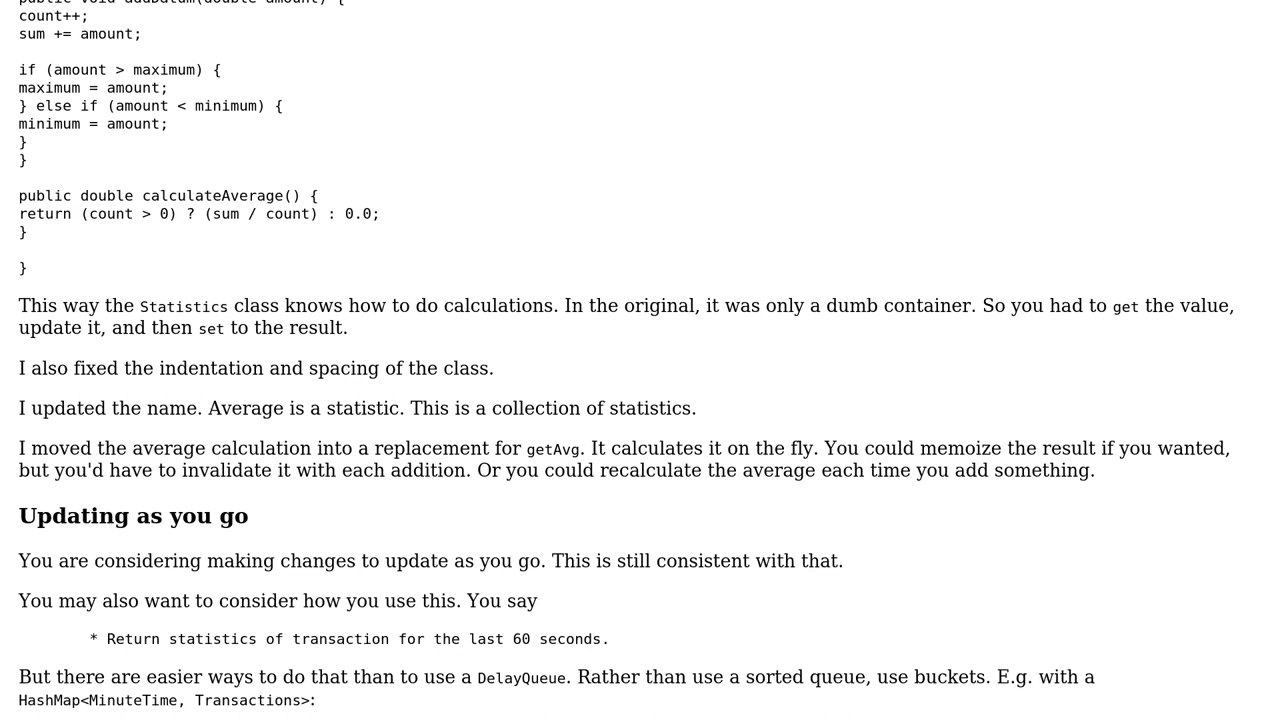 public void addDatum(double amount) {
count++;
sum += amount;
if (amount > maximum) {
maximum = amount;
} else if (amount < minimum) {
minimum = amount;
}
}
public double calculateAverage() {
return (count > 0) ? (sum / count) : 0.0;
}
}
This way the Statistics class knows how to do calculations. In the original, it was only a dumb container. So you had to get the value,
update it, and then set to the result.
I also fixed the indentation and spacing of the class.
I updated the name. Average is a statistic. This is a collection of statistics.
I moved the average calculation into a replacement for getAvg. It calculates it on the fly. You could memoize the result if you wanted,
but you'd have to invalidate it with each addition. Or you could recalculate the average each time you add something.
Updating as you go
You are considering making changes to update as you go. This is still consistent with that.
You may also want to consider how you use this. You say
* Return statistics of transaction for the last 60 seconds.
But there are easier ways to do that than to use a DelayQueue. Rather than use a sorted queue, use buckets. E.g. with a
HashMap<MinuteTime, Transactions>: